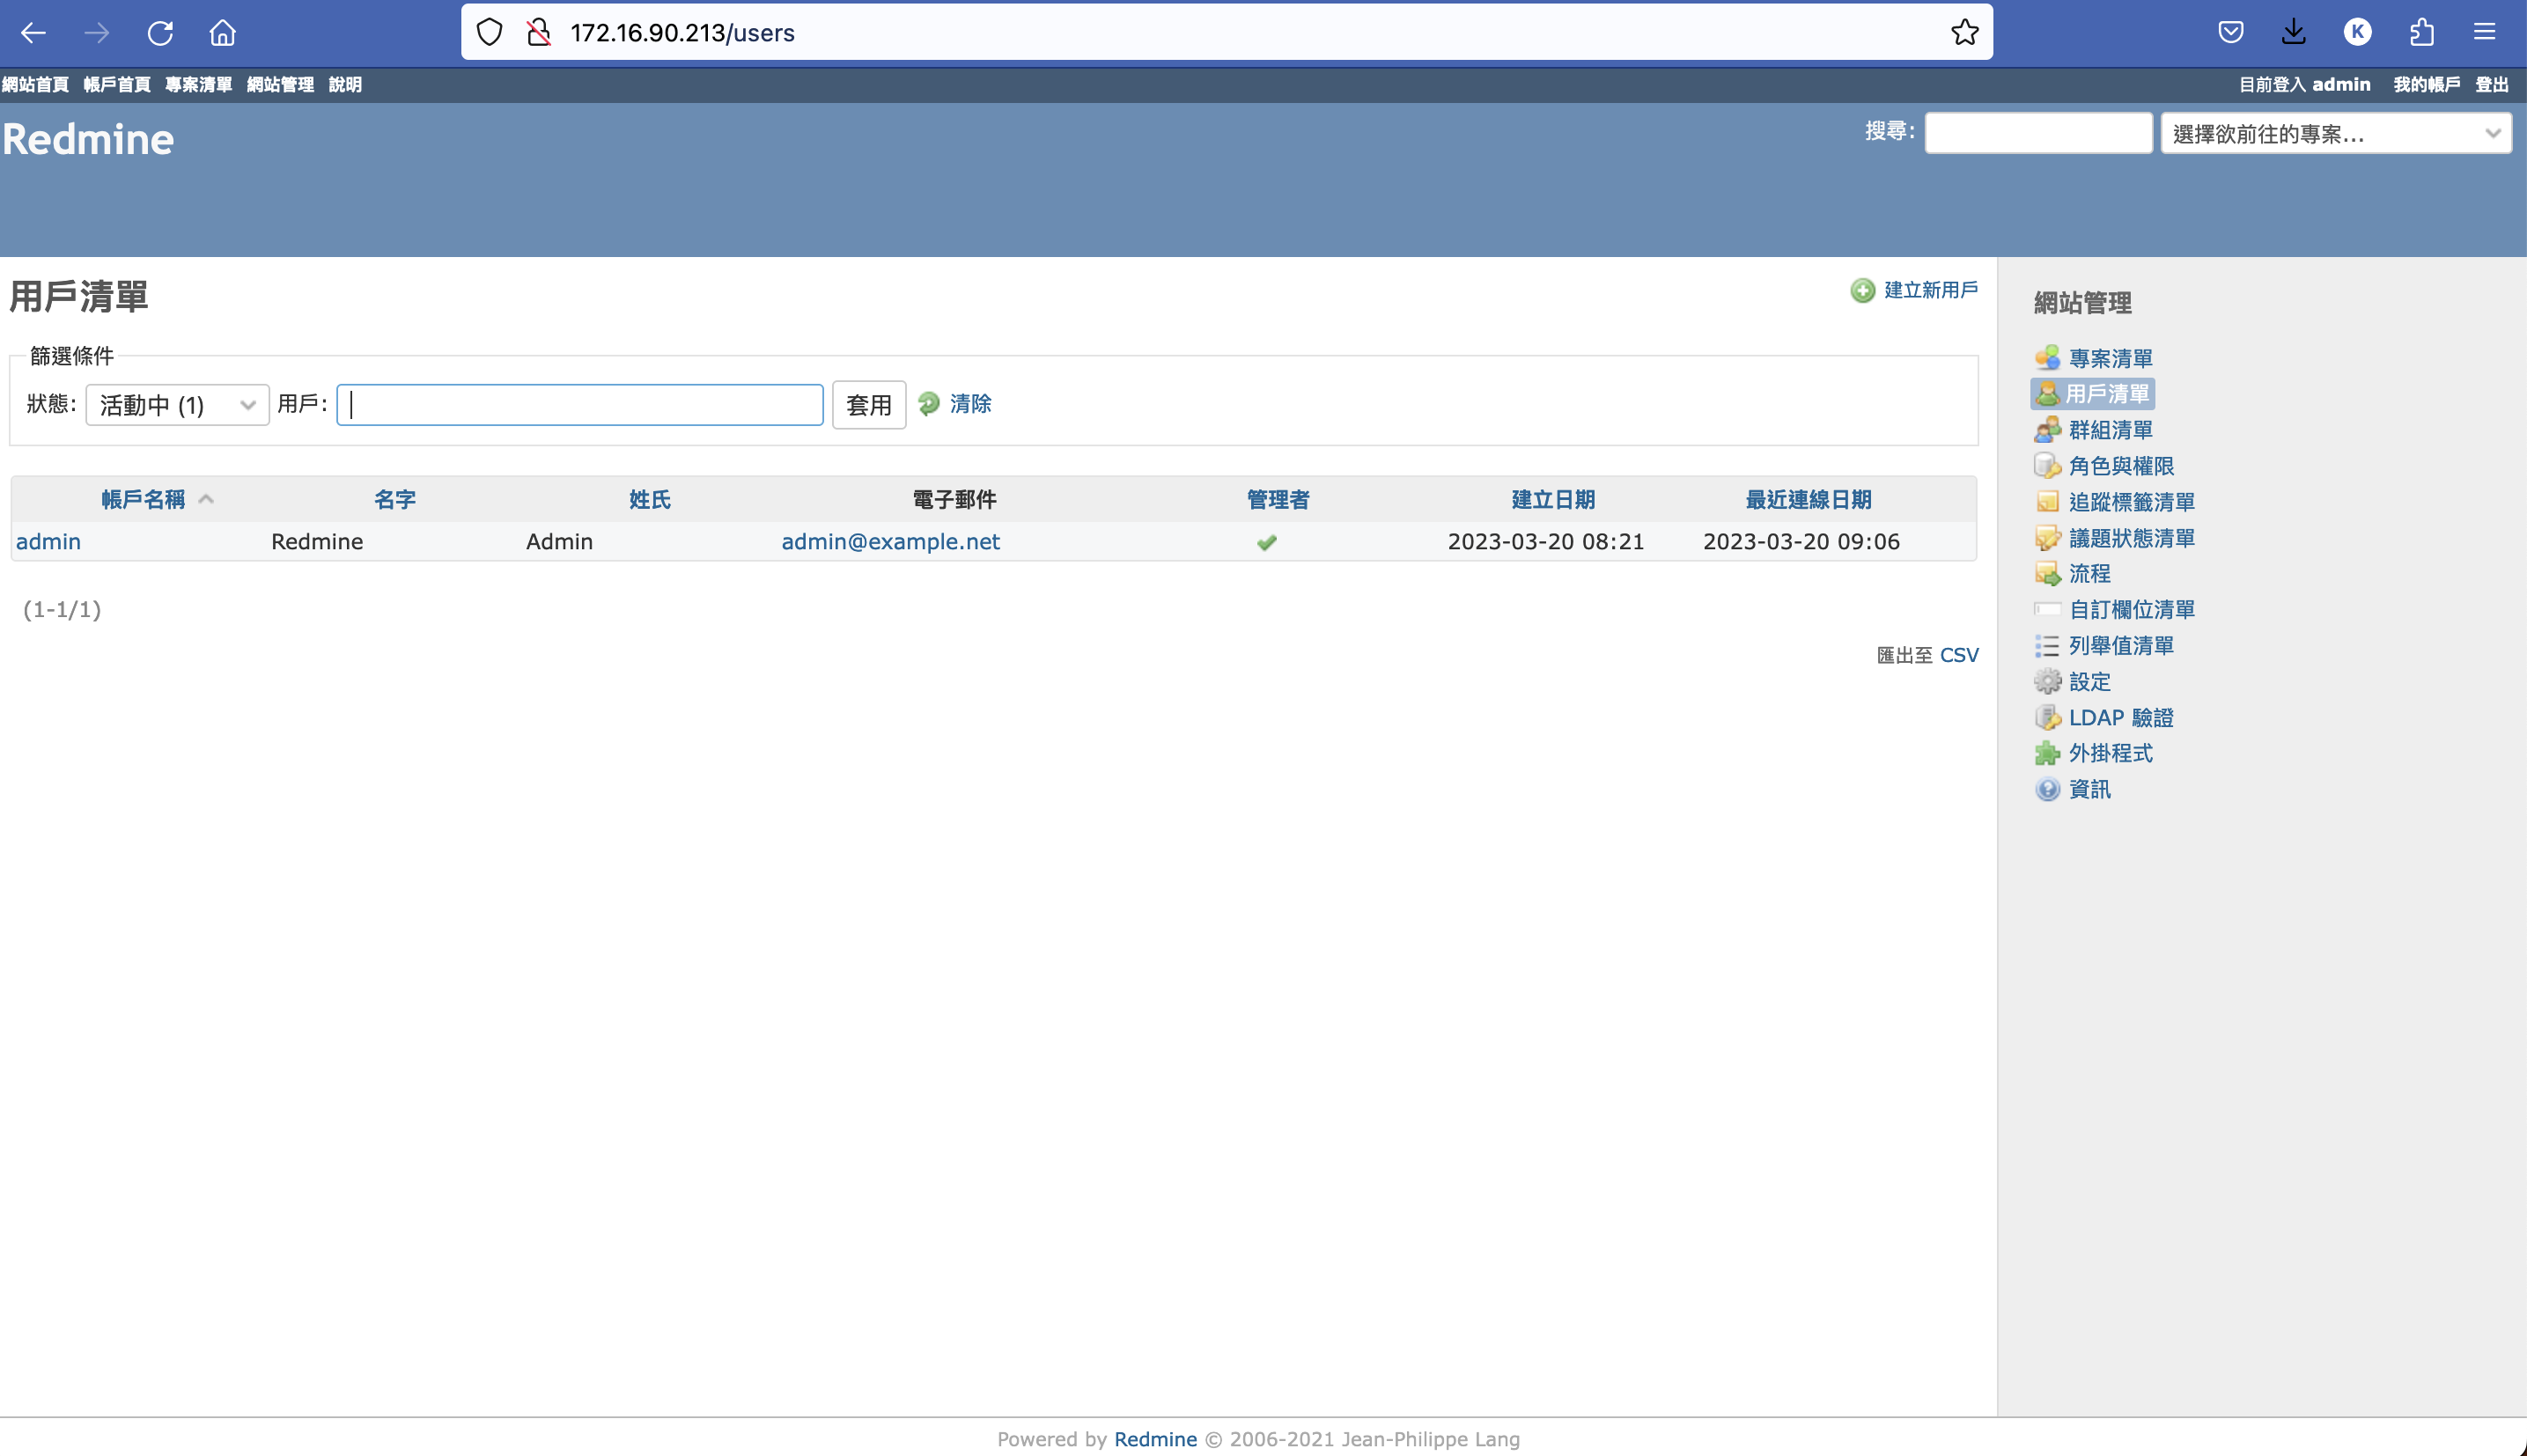 172.16.90.213/users
K
網站首頁 帳戶首頁 專案清單 網站管理 說明
目前登入 admin 我的帳戶 登出
Redmine
搜尋: 選擇欲前往的專案...
用戶清單
建立新用戶
篩選條件
狀態: 活動中 (1) 用戶: 套用 清除
帳戶名稱 名字 姓氏 電子郵件 管理者 建立日期 最近連線日期
admin Redmine Admin admin@example.net 2023-03-20 08:21 2023-03-20 09:06
(1-1/1)
匯出至 CSV
網站管理
專案清單
用戶清單
群組清單
角色與權限
追蹤標籤清單
議題狀態清單
流程
自訂欄位清單
列舉值清單
設定
LDAP 驗證
外掛程式
資訊
Powered by Redmine © 2006-2021 Jean-Philippe Lang